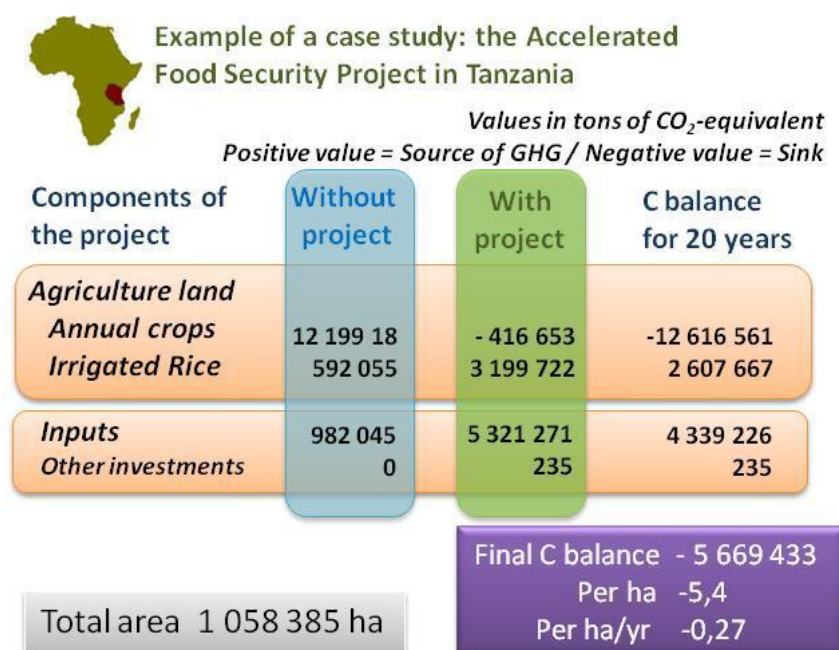 Example of a case study: the Accelerated
Food Security Project in Tanzania
Values in tons of CO₂-equivalent
Positive value = Source of GHG / Negative value = Sink
Components of the project Without project With project C balance for 20 years
Agriculture land
Annual crops 12 199 18 - 416 653 -12 616 561
Irrigated Rice 592 055 3 199 722 2 607 667
Inputs 982 045 5 321 271 4 339 226
Other investments 0 235 235
Final C balance - 5 669 433
Per ha -5,4
Per ha/yr -0,27
Total area 1 058 385 ha